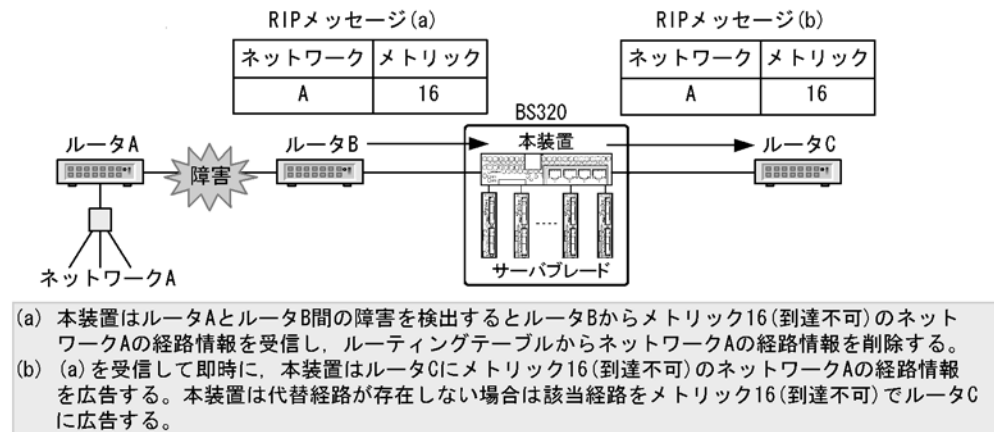 RIPメッセージ(a)
RIPメッセージ(b)
ネットワーク メトリック
A 16
ネットワーク メトリック
A 16
BS320
ルータA
障害
ルータB
本装置
ルータC
サーバブレード
ネットワークA
(a) 本装置はルータAとルータB間の障害を検出するとルータBからメトリック16(到達不可)のネット
ワークAの経路情報を受信し，ルーティングテーブルからネットワークAの経路情報を削除する。
(b) (a)を受信して即時に，本装置はルータCにメトリック16(到達不可)のネットワークAの経路情報
を広告する。本装置は代替経路が存在しない場合は該当経路をメトリック16(到達不可)でルータC
に広告する。